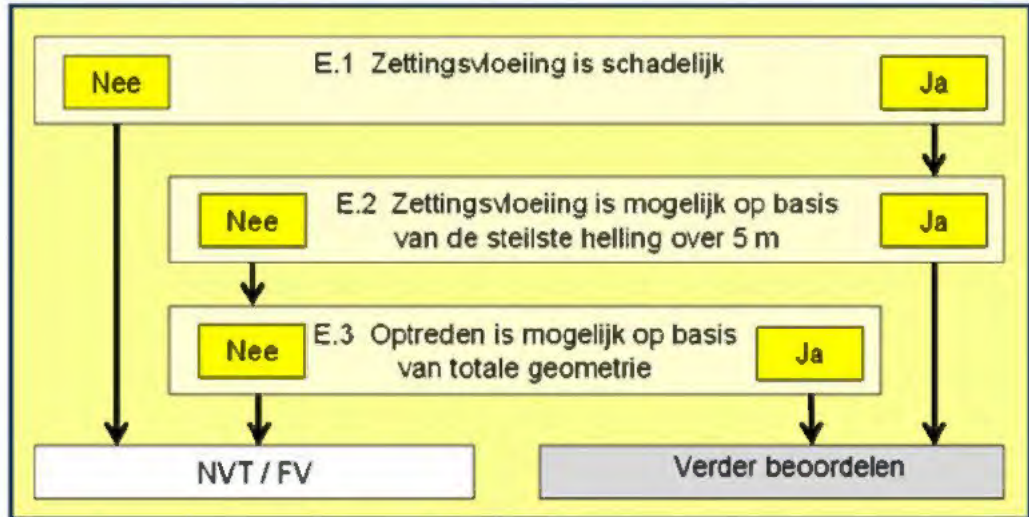 E.1 Zettingsvloeiing is schadelijk
Nee
Ja
E.2 Zettingsvloeiing is mogelijk op basis
van de steilste helling over 5 m
Nee
Ja
E.3 Optreden is mogelijk op basis
van totale geometrie
Nee
Ja
NVT / FV
Verder beoordelen